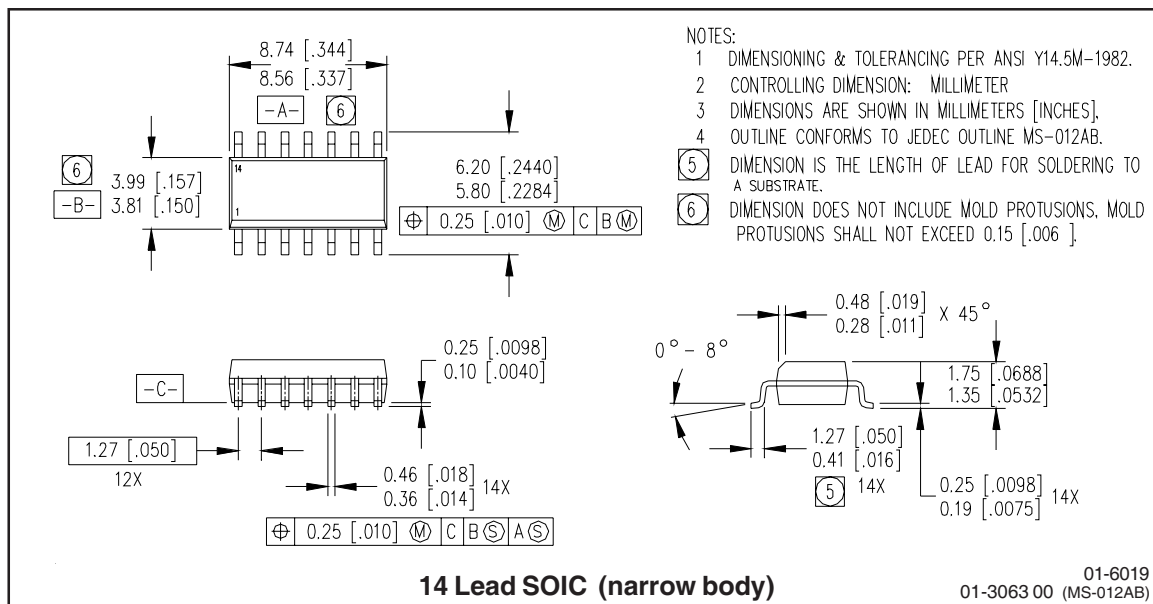 8.74 [.344]
8.56 [.337]
-A- 6
14
1
6
3.99 [.157]
3.81 [.150]
-B-
6.20 [.2440]
5.80 [.2284]
⌖ 0.25 [.010] Ⓜ C B Ⓜ
NOTES:
1 DIMENSIONING & TOLERANCING PER ANSI Y14.5M-1982.
2 CONTROLLING DIMENSION: MILLIMETER
3 DIMENSIONS ARE SHOWN IN MILLIMETERS [INCHES].
4 OUTLINE CONFORMS TO JEDEC OUTLINE MS-012AB.
5 DIMENSION IS THE LENGTH OF LEAD FOR SOLDERING TO
A SUBSTRATE.
6 DIMENSION DOES NOT INCLUDE MOLD PROTUSIONS, MOLD
PROTUSIONS SHALL NOT EXCEED 0.15 [.006 ].
-C-
0.25 [.0098]
0.10 [.0040]
1.27 [.050]
12X
0.46 [.018]
0.36 [.014] 14X
⌖ 0.25 [.010] Ⓜ C B Ⓢ A Ⓢ
0.48 [.019]
0.28 [.011] X 45°
0° - 8°
1.75 [.0688]
1.35 [.0532]
1.27 [.050]
0.41 [.016]
5 14X
0.25 [.0098]
0.19 [.0075] 14X
14 Lead SOIC (narrow body)
01-6019
01-3063 00 (MS-012AB)